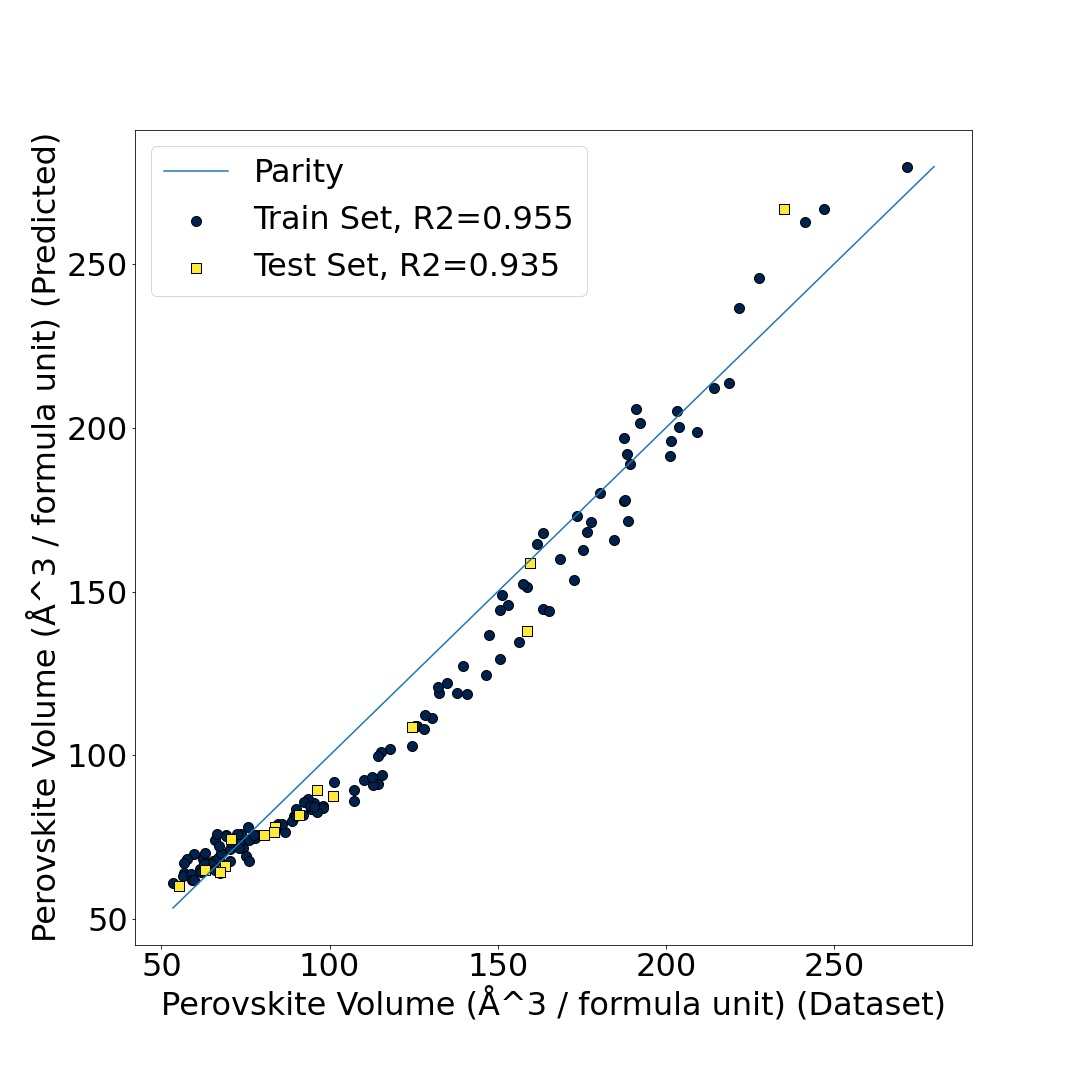 Parity
Train Set, R2=0.955
Test Set, R2=0.935
Perovskite Volume (Å^3 / formula unit) (Predicted)
250
200
150
100
50
50 100 150 200 250
Perovskite Volume (Å^3 / formula unit) (Dataset)